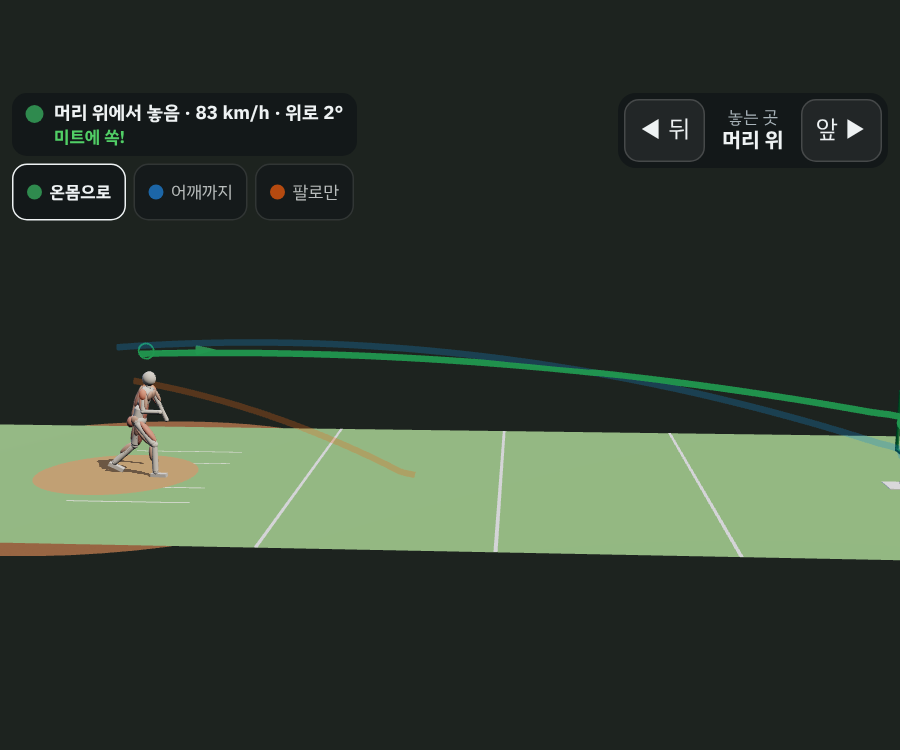 머리 위에서 놓음 · 83 km/h · 위로 2°
미트에 쏙!
온몸으로
어깨까지
팔로만
◀ 뒤
놓는 곳
머리 위
앞 ▶